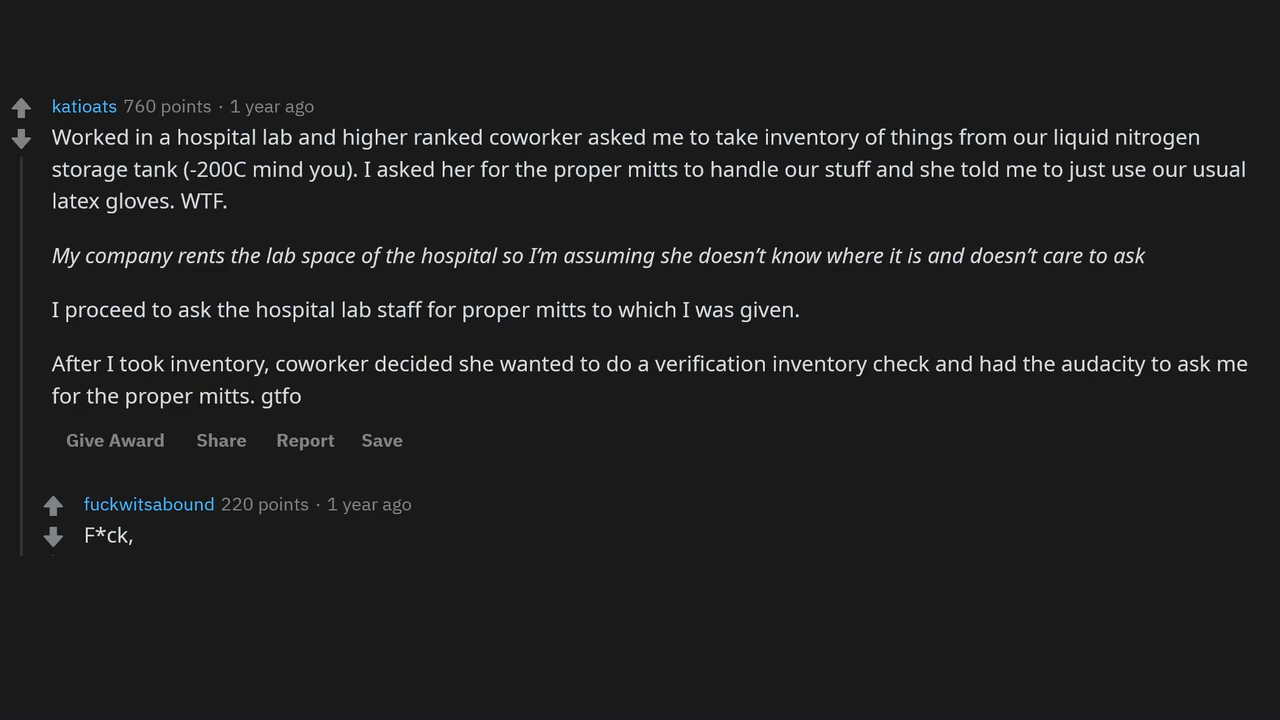 katioats 760 points · 1 year ago
Worked in a hospital lab and higher ranked coworker asked me to take inventory of things from our liquid nitrogen
storage tank (-200C mind you). I asked her for the proper mitts to handle our stuff and she told me to just use our usual
latex gloves. WTF.
My company rents the lab space of the hospital so I’m assuming she doesn’t know where it is and doesn’t care to ask
I proceed to ask the hospital lab staff for proper mitts to which I was given.
After I took inventory, coworker decided she wanted to do a verification inventory check and had the audacity to ask me
for the proper mitts. gtfo
Give Award Share Report Save
fuckwitsabound 220 points · 1 year ago
F*ck,